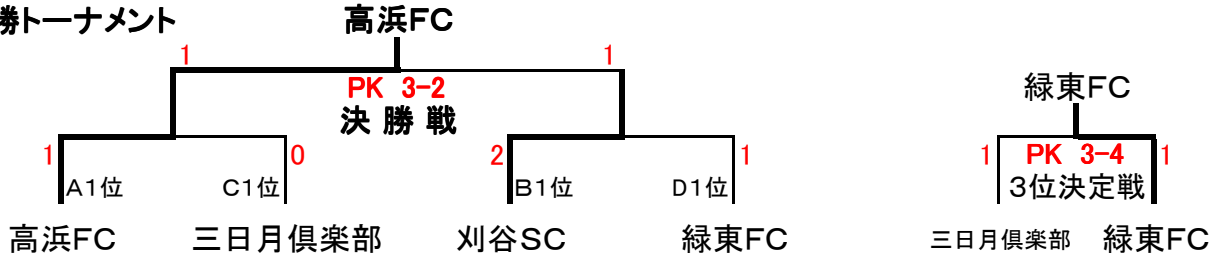 勝トーナメント
高浜FC
1 1
PK 3-2
決勝戦
緑東FC
1 0 2 1
A1位 C1位 B1位 D1位
1 PK 3-4 1
3位決定戦
高浜FC 三日月倶楽部 刈谷SC 緑東FC
三日月倶楽部 緑東FC